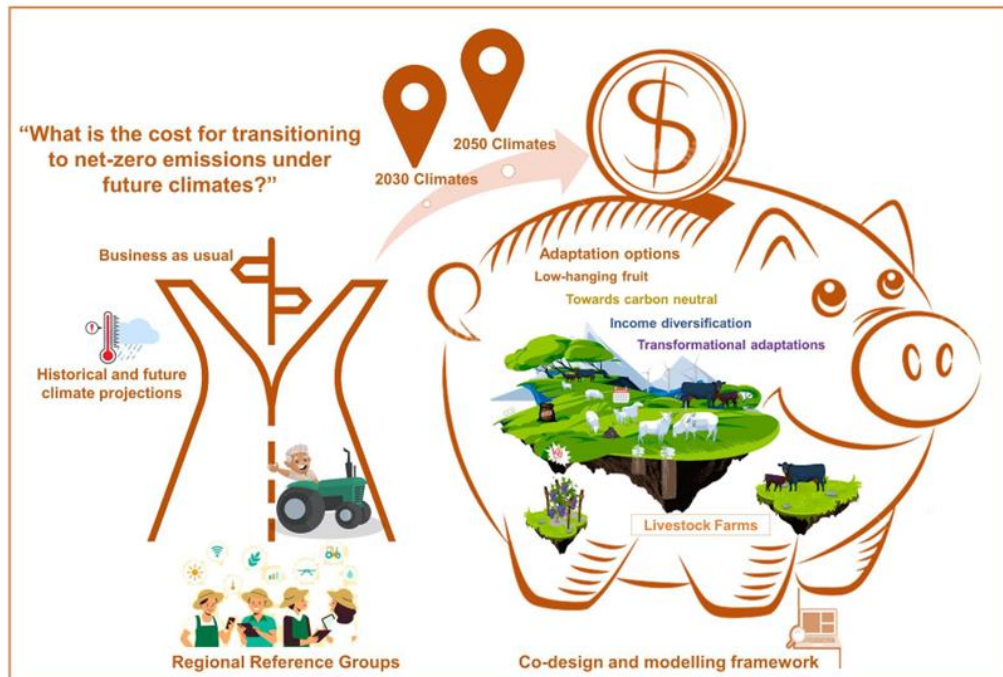 “What is the cost for transitioning
to net-zero emissions under
future climates?”
2050 Climates
2030 Climates
$
Business as usual
Historical and future
climate projections
Adaptation options
Low-hanging fruit
Towards carbon neutral
Income diversification
Transformational adaptations
Livestock Farms
Regional Reference Groups
Co-design and modelling framework